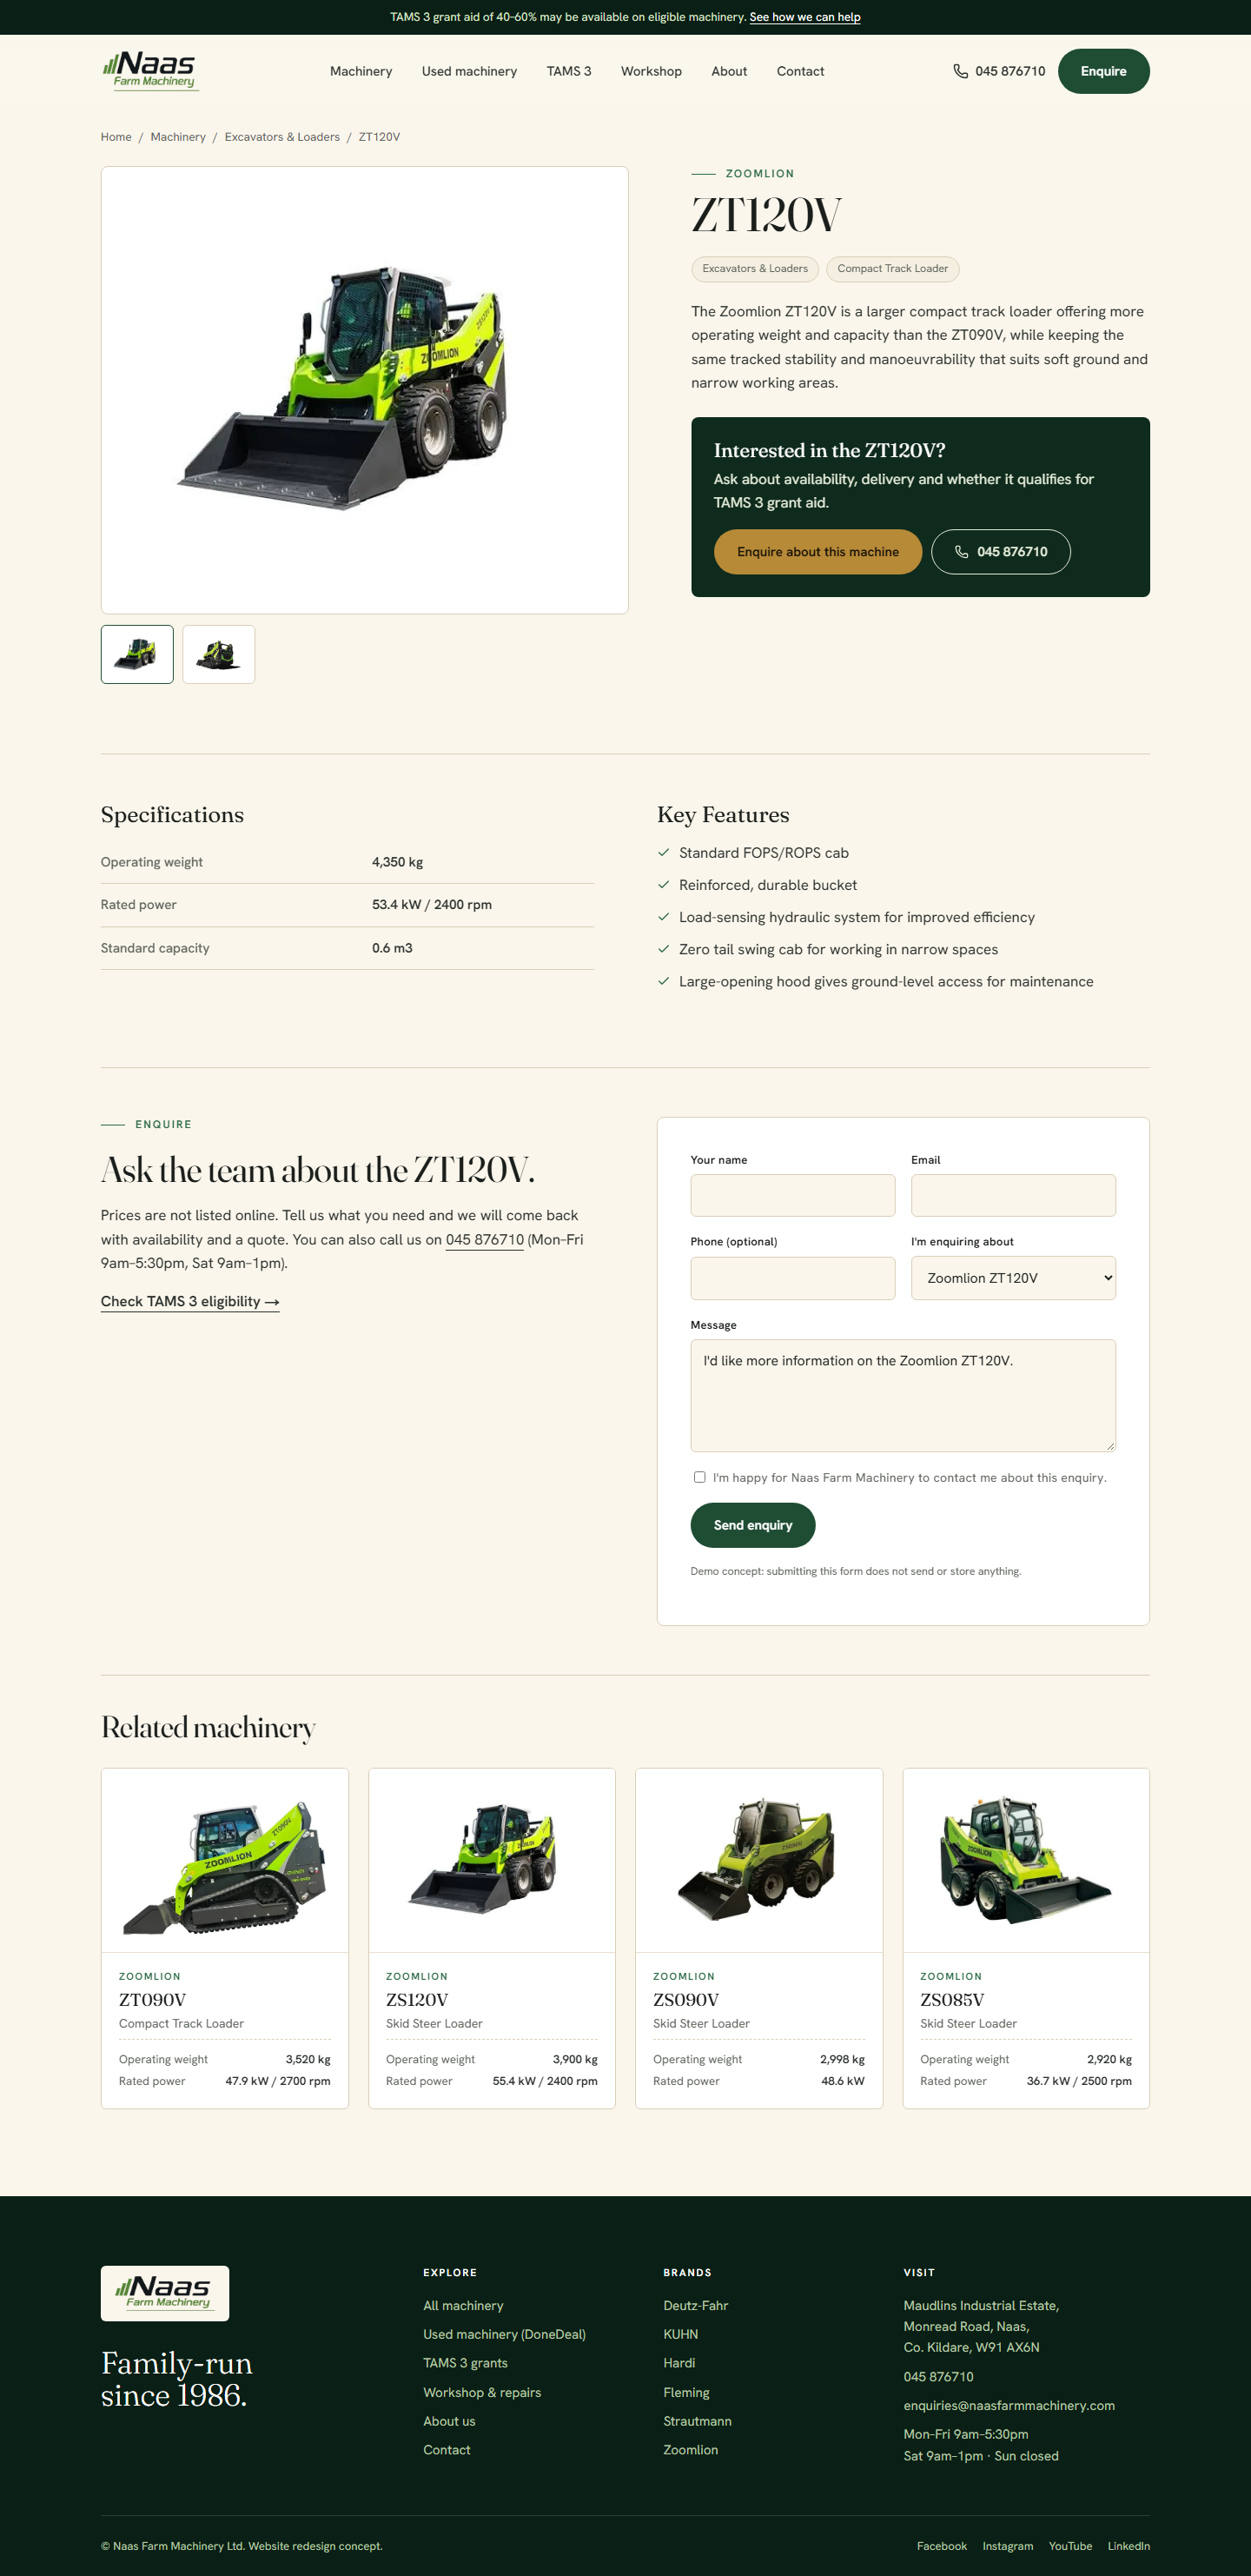 TAMS 3 grant aid of 40–60% may be available on eligible machinery. See how we can help
Naas
Farm Machinery
Machinery Used machinery TAMS 3 Workshop About Contact
045 876710
Enquire
Home / Machinery / Excavators & Loaders / ZT120V
ZOOMLION
ZS120V
ZOOMLION
ZT120V
Excavators & Loaders
Compact Track Loader
The Zoomlion ZT120V is a larger compact track loader offering more
operating weight and capacity than the ZT090V, while keeping the
same tracked stability and manoeuvrability that suits soft ground and
narrow working areas.
Interested in the ZT120V?
Ask about availability, delivery and whether it qualifies for
TAMS 3 grant aid.
Enquire about this machine
045 876710
Specifications
Operating weight 4,350 kg
Rated power 53.4 kW / 2400 rpm
Standard capacity 0.6 m3
Key Features
Standard FOPS/ROPS cab
Reinforced, durable bucket
Load-sensing hydraulic system for improved efficiency
Zero tail swing cab for working in narrow spaces
Large-opening hood gives ground-level access for maintenance
ENQUIRE
Ask the team about the ZT120V.
Prices are not listed online. Tell us what you need and we will come back
with availability and a quote. You can also call us on 045 876710 (Mon–Fri
9am–5:30pm, Sat 9am–1pm).
Check TAMS 3 eligibility →
Your name
Email
Phone (optional)
I'm enquiring about
Zoomlion ZT120V
Message
I'd like more information on the Zoomlion ZT120V.
I'm happy for Naas Farm Machinery to contact me about this enquiry.
Send enquiry
Demo concept: submitting this form does not send or store anything.
Related machinery
ZOOMLION
ZT090V
ZOOMLION
ZT090V
Compact Track Loader
Operating weight 3,520 kg
Rated power 47.9 kW / 2700 rpm
ZOOMLION
ZOOMLION
ZS120V
Skid Steer Loader
Operating weight 3,900 kg
Rated power 55.4 kW / 2400 rpm
ZOOMLION
ZOOMLION
ZS090V
Skid Steer Loader
Operating weight 2,998 kg
Rated power 48.6 kW
ZOOMLION
ZOOMLION
ZS085V
Skid Steer Loader
Operating weight 2,920 kg
Rated power 36.7 kW / 2500 rpm
Naas
Farm Machinery
Family-run
since 1986.
EXPLORE
All machinery
Used machinery (DoneDeal)
TAMS 3 grants
Workshop & repairs
About us
Contact
BRANDS
Deutz-Fahr
KUHN
Hardi
Fleming
Strautmann
Zoomlion
VISIT
Maudlins Industrial Estate,
Monread Road, Naas,
Co. Kildare, W91 AX6N
045 876710
enquiries@naasfarmmachinery.com
Mon–Fri 9am–5:30pm
Sat 9am–1pm · Sun closed
© Naas Farm Machinery Ltd. Website redesign concept.
Facebook Instagram YouTube LinkedIn